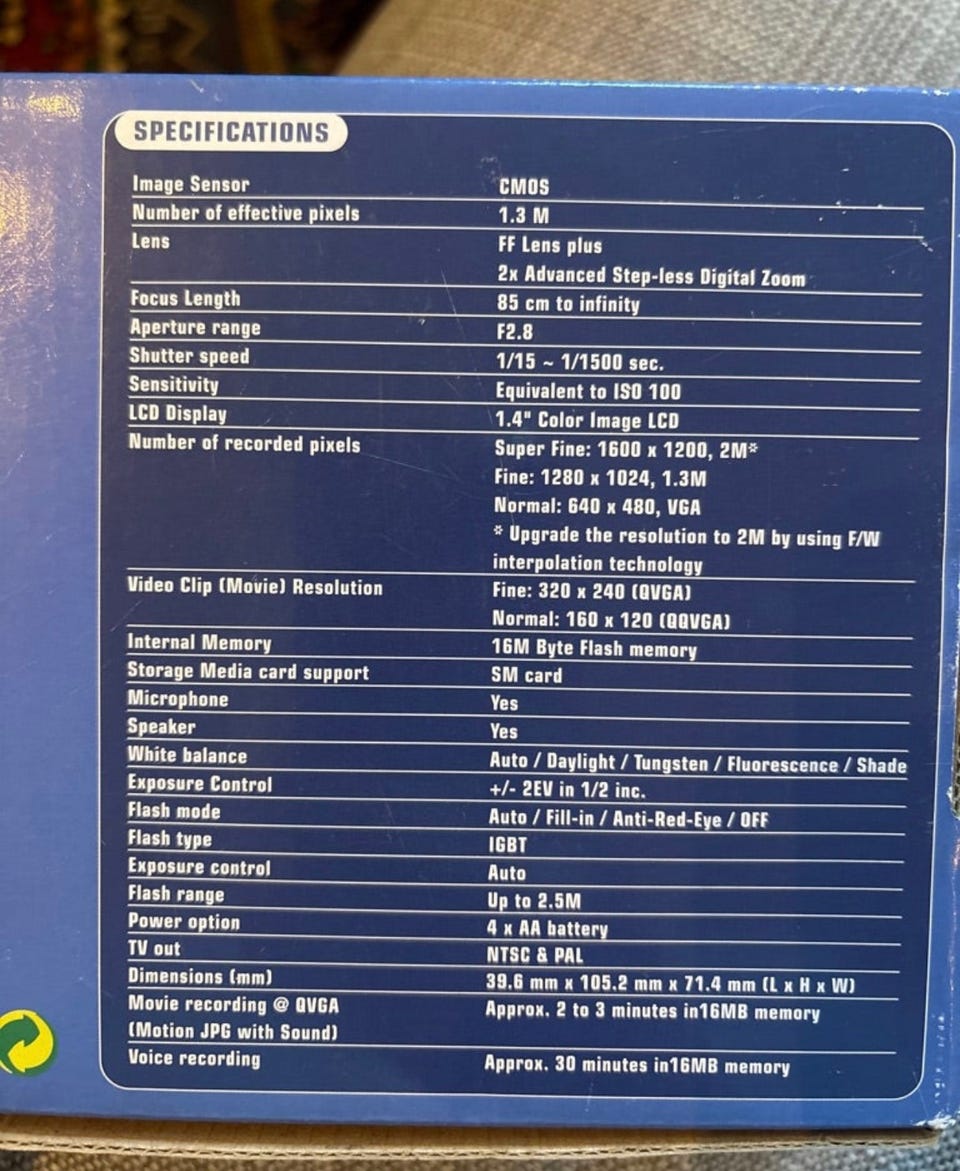 SPECIFICATIONS
Image Sensor CMOS
Number of effective pixels 1.3 M
Lens FF Lens plus
2x Advanced Step-less Digital Zoom
Focus Length 85 cm to infinity
Aperture range F2.8
Shutter speed 1/15 ~ 1/1500 sec.
Sensitivity Equivalent to ISO 100
LCD Display 1.4" Color Image LCD
Number of recorded pixels Super Fine: 1600 x 1200, 2M*
Fine: 1280 x 1024, 1.3M
Normal: 640 x 480, VGA
* Upgrade the resolution to 2M by using F/W
interpolation technology
Video Clip (Movie) Resolution Fine: 320 x 240 (QVGA)
Normal: 160 x 120 (QQVGA)
Internal Memory 16M Byte Flash memory
Storage Media card support SM card
Microphone Yes
Speaker Yes
White balance Auto / Daylight / Tungsten / Fluorescence / Shade
Exposure Control +/- 2EV in 1/2 inc.
Flash mode Auto / Fill-in / Anti-Red-Eye / OFF
Flash type IGBT
Exposure control Auto
Flash range Up to 2.5M
Power option 4 x AA battery
TV out NTSC & PAL
Dimensions (mm) 39.6 mm x 105.2 mm x 71.4 mm (L x H x W)
Movie recording @ QVGA Approx. 2 to 3 minutes in16MB memory
(Motion JPG with Sound)
Voice recording Approx. 30 minutes in16MB memory